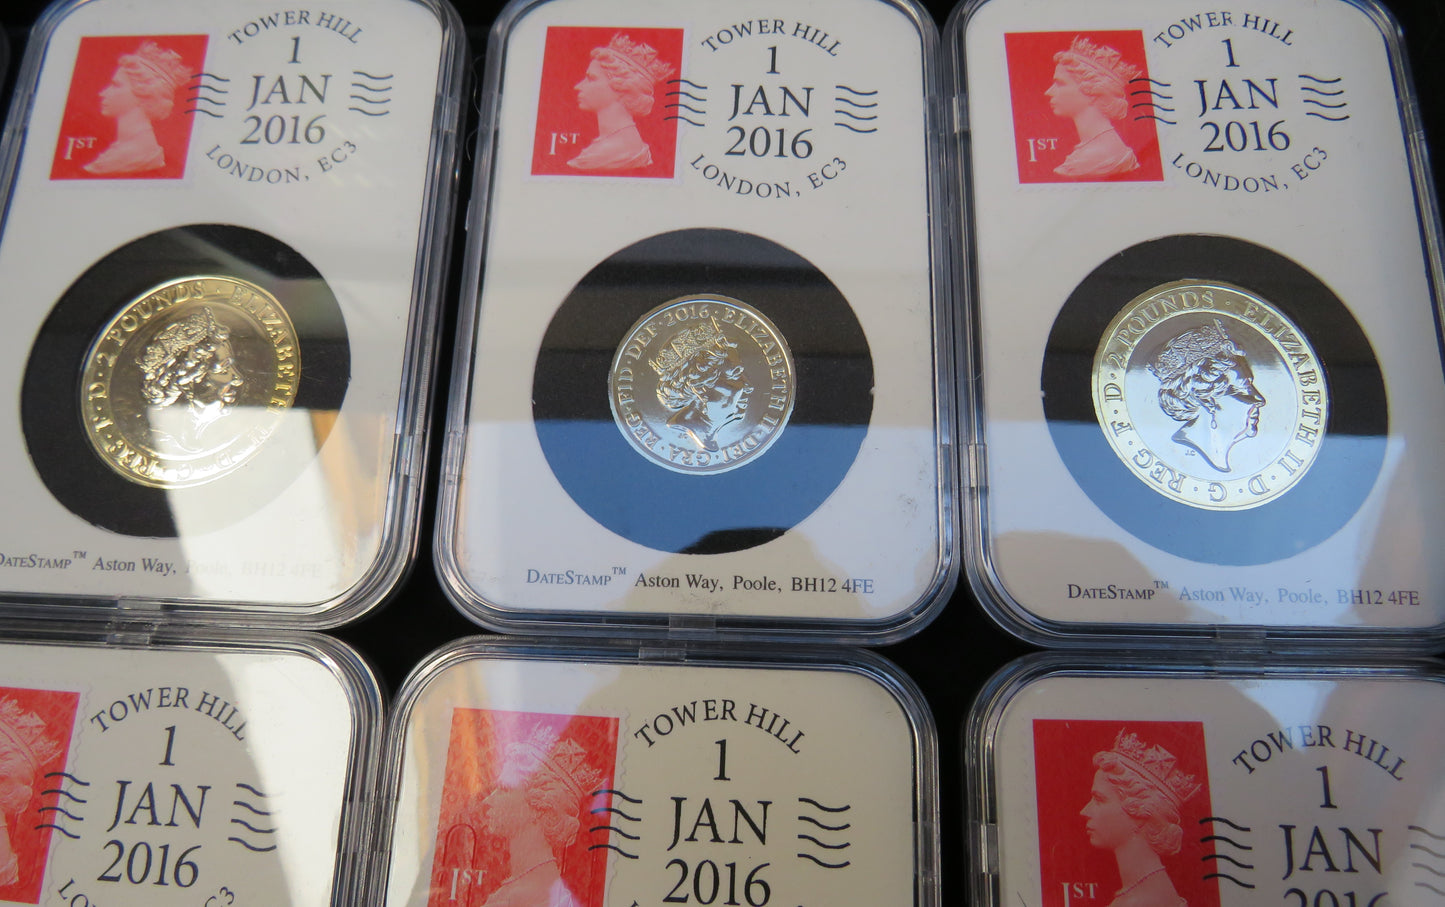 TOWER HILL
1
JAN
2016
LONDON, EC3
1ST
2 POUNDS · ELIZABETH II · D · G · REG · F · D ·
DATESTAMP™ Aston Way, Poole, BH12 4FE
TOWER HILL
1
JAN
2016
LONDON, EC3
1ST
ELIZABETH II · DEI · GRA · REG · FID · DEF · 2016 ·
DATESTAMP™ Aston Way, Poole, BH12 4FE
TOWER HILL
1
JAN
2016
LONDON, EC3
1ST
2 POUNDS · ELIZABETH II · D · G · REG · F · D ·
DATESTAMP™ Aston Way, Poole, BH12 4FE
TOWER HILL
1
JAN
2016
EC3
TOWER HILL
1
JAN
2016
1ST
TOWER HILL
1
JAN
2016
1ST